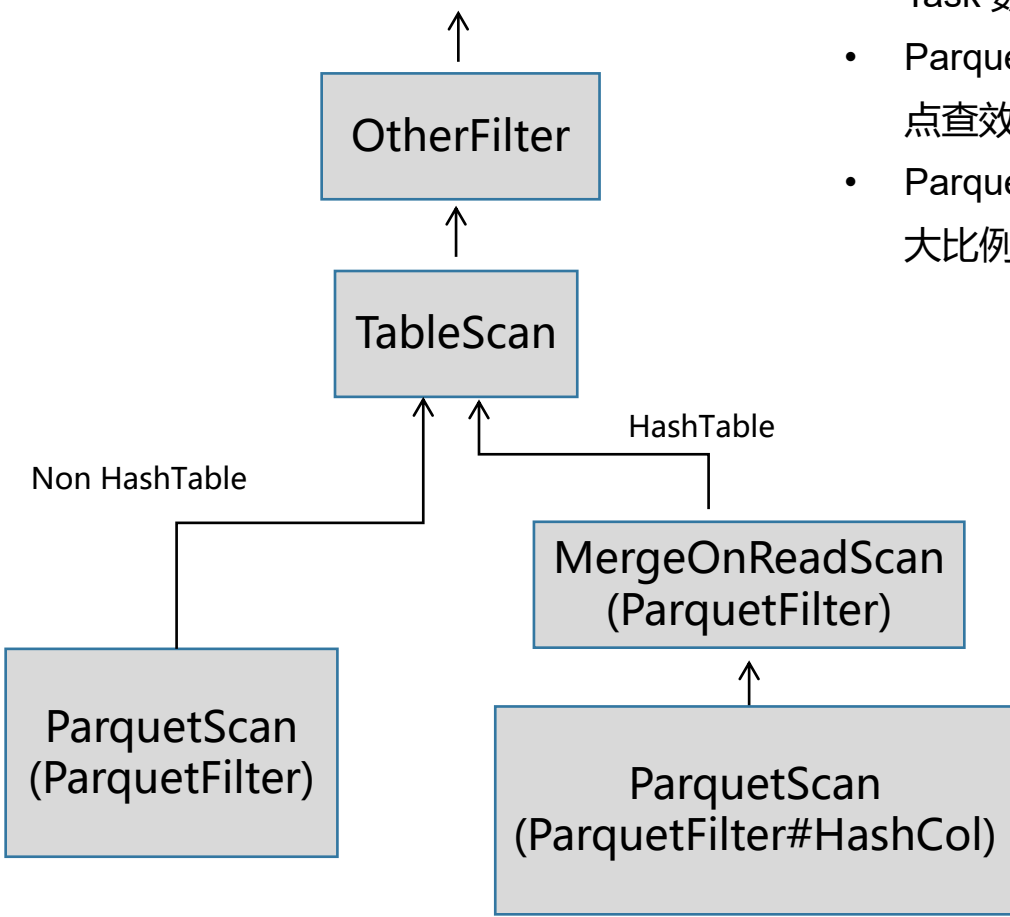 Task
• Parque
点查效
• Parque
大比例
OtherFilter
TableScan
HashTable
Non HashTable
MergeOnReadScan
(ParquetFilter)
ParquetScan
(ParquetFilter)
ParquetScan
(ParquetFilter#HashCol)